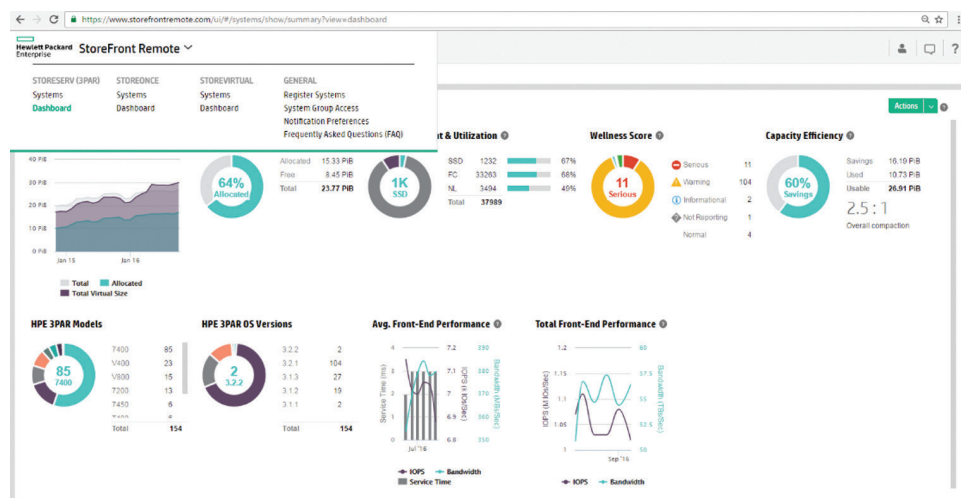 https://www.storefrontremote.com/ui/#/systems/show/summary?view=dashboard
Hewlett Packard
Enterprise
StoreFront Remote
?
STORESERV (3PAR) STOREONCE STOREVIRTUAL GENERAL
Systems Systems Systems Register Systems
Dashboard Dashboard Dashboard System Group Access
Notification Preferences
Frequently Asked Questions (FAQ)
Actions
t & Utilization Wellness Score Capacity Efficiency
40 PiB
30 PiB
20 PiB
10 PiB
0 PiB
Jan 15 Jan 16
Total Allocated
Total Virtual Size
64%
Allocated
Allocated 15.33 PiB
Free 8.45 PiB
Total 23.77 PiB
1K
SSD
SSD 1232 67%
FC 33263 66%
NL 3494 49%
Total 37989
11
Serious
Serious 11
Warning 104
Informational 2
Not Reporting 1
Normal 4
60%
Savings
Savings 16.19 PiB
Used 10.73 PiB
Usable 26.91 PiB
2.5 : 1
Overall compaction
HPE 3PAR Models
85
7400
7400 85
V400 23
V800 15
7200 13
7450 6
Total 154
HPE 3PAR OS Versions
2
3.2.2
3.2.2 2
3.2.1 104
3.1.3 27
3.1.2 19
3.1.1 2
Total 154
Avg. Front-End Performance
Service Time (ms)
4
3
2
1
0
7.2
7.1
7
6.9
6.8
IOPS (k IOs/Sec)
390
380
370
360
350
Bandwidth (MBs/Sec)
Jul '16
IOPS Bandwidth
Service Time
Total Front-End Performance
IOPS (M IOs/Sec)
1.2
1.15
1.1
1.05
1
60
57.5
55
52.5
50
Bandwidth (TBs/Sec)
Sep '16
IOPS Bandwidth